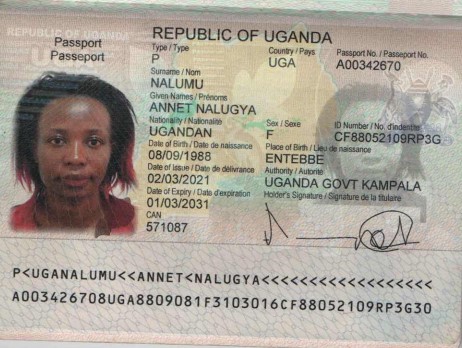 REPUBLIC OF UGANDA
Passport
Passeport
Type / Type
Country / Pays
Passport No. / Passeport No.
P
UGA
A00342670
Surname / Nom
NALUMU
Given Names / Prénoms
ANNET NALUGYA
Nationality / Nationalité
Sex / Sexe
ID Number / No. d'identité
UGANDAN
F
CF88052109RP3G
Date of Birth / Date de naissance
Place of Birth / Lieu de naissance
08/09/1988
ENTEBBE
Date of Issue / Date de délivrance
Authority / Autorité
02/03/2021
UGANDA GOVT KAMPALA
Date of Expiry / Date d'expiration
Holder's Signature / Signature de la titulaire
01/03/2031
CAN
571087
P<UGANALUMU<<ANNET<NALUGYA<<<<<<<<<<<<<<<<<<
A003426708UGA8809081F3103016CF88052109RP3G30